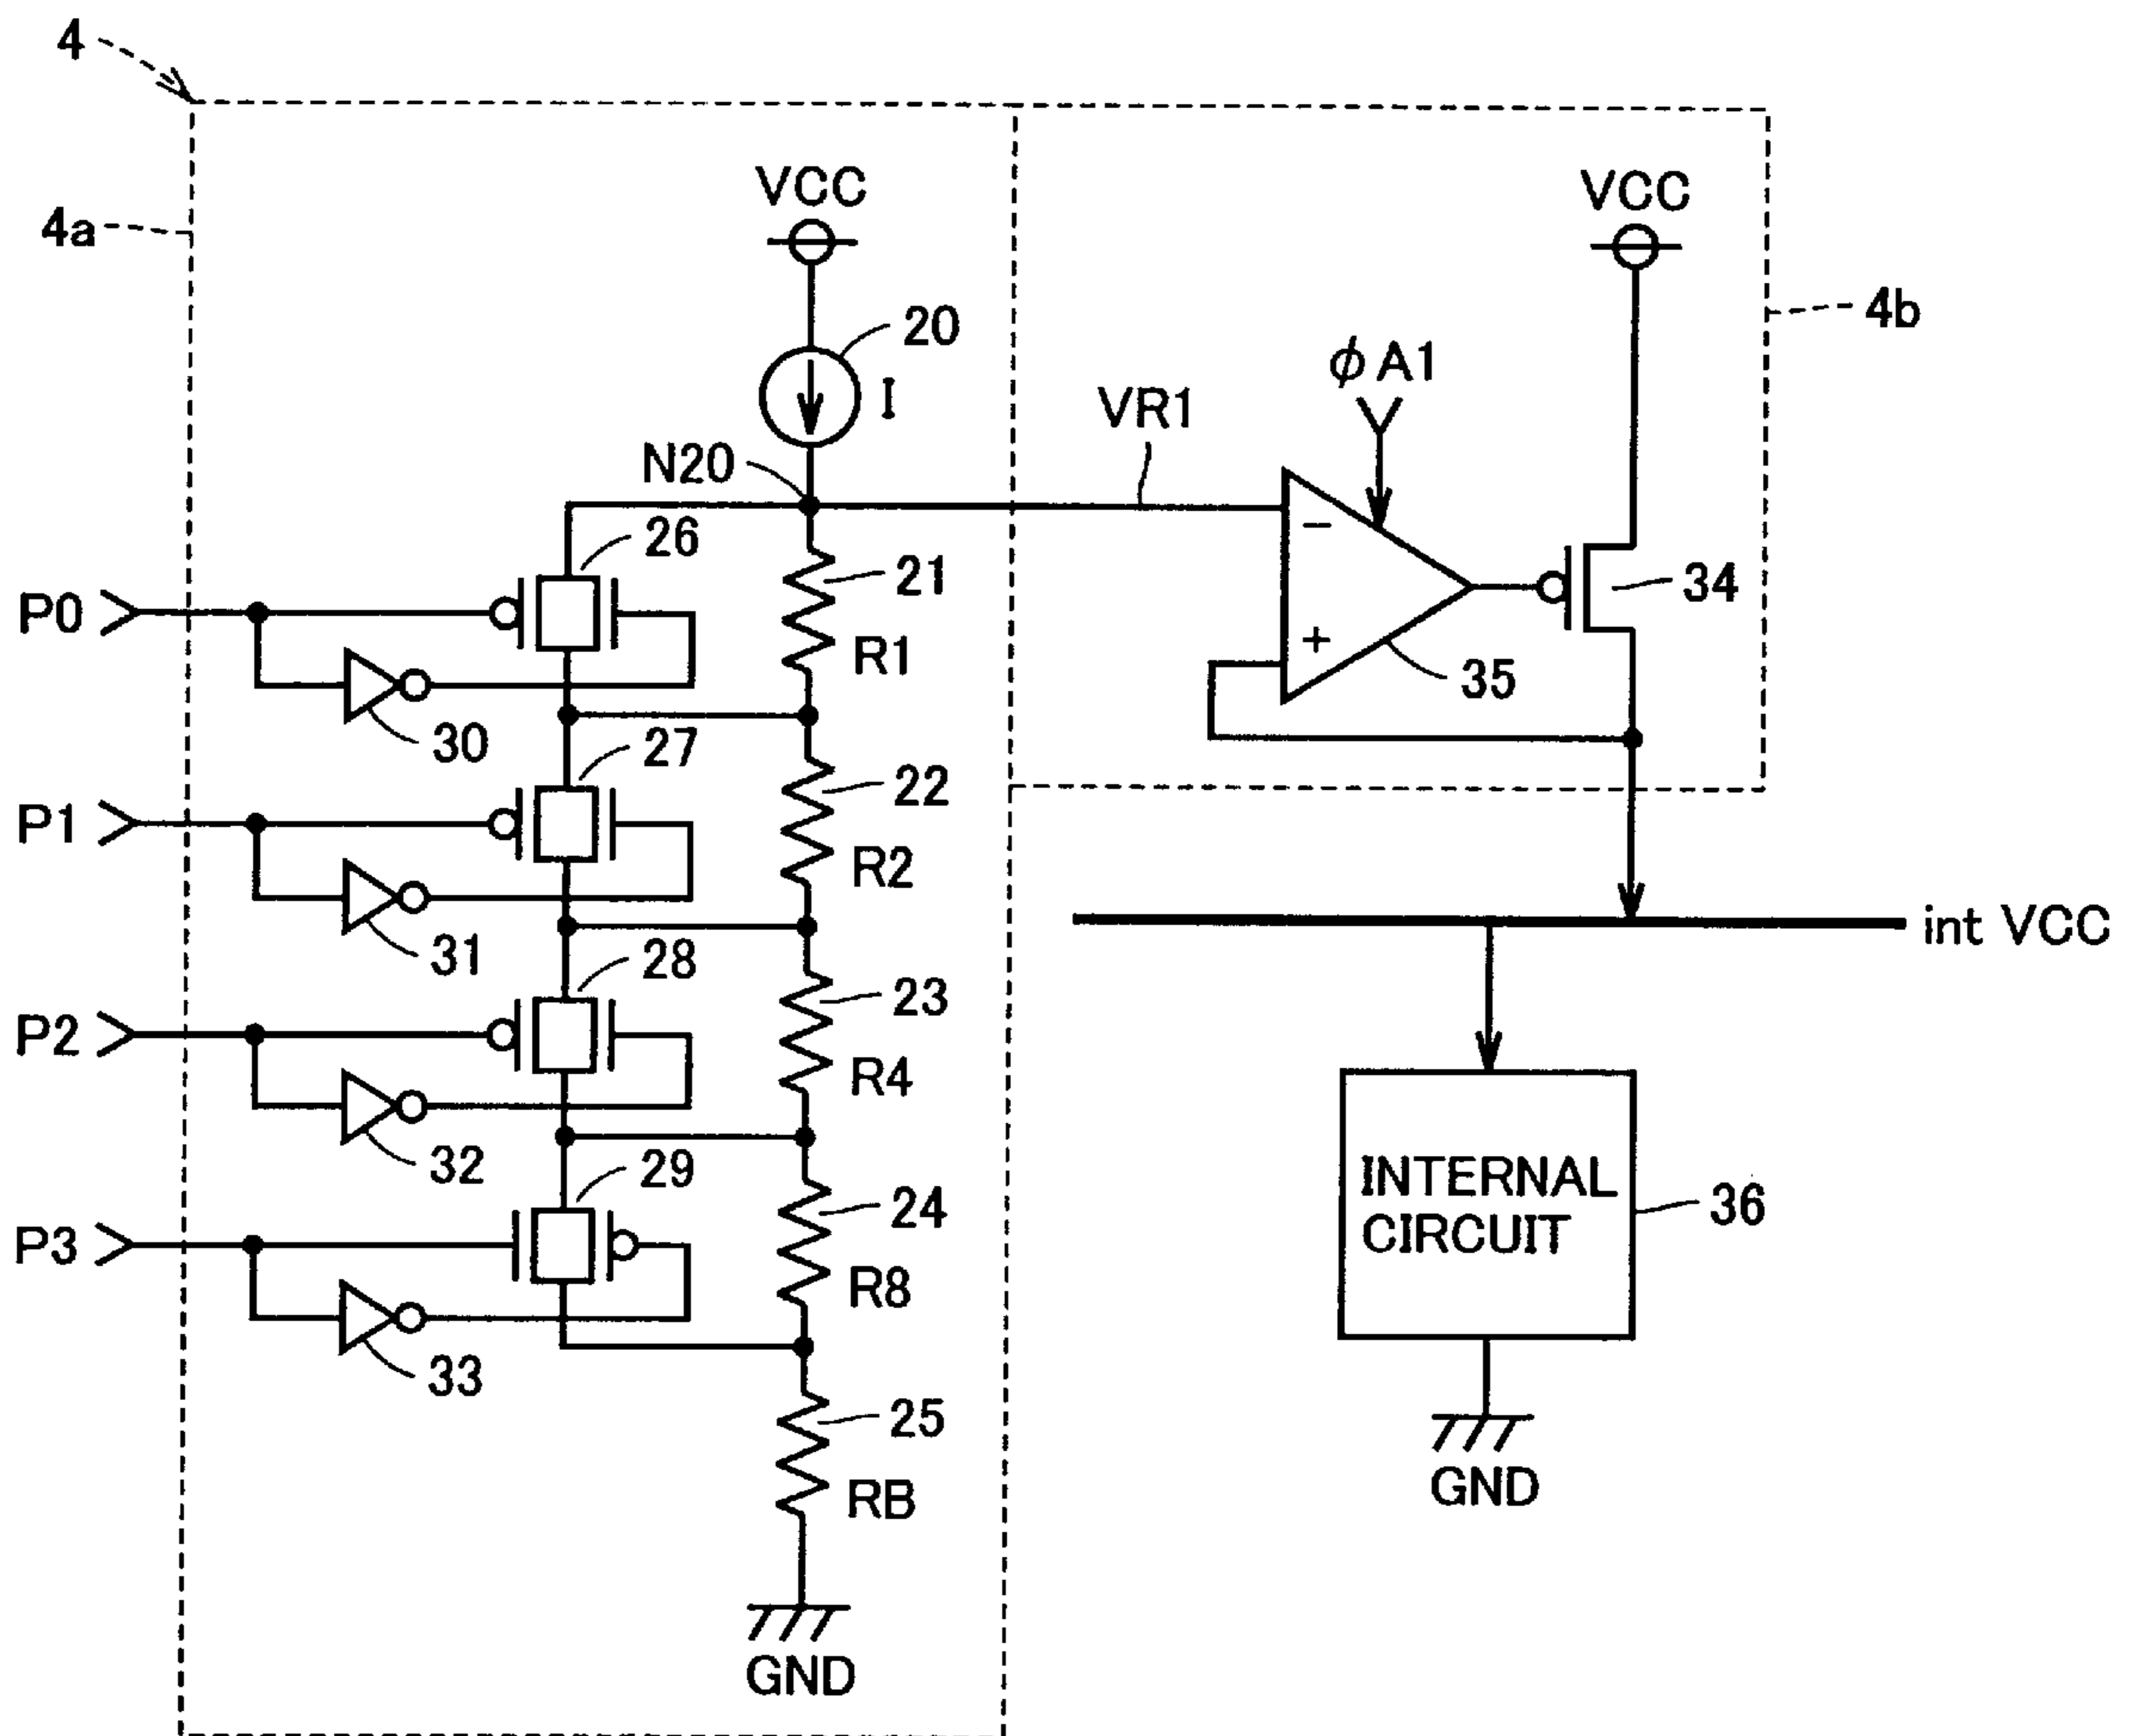 4
4a
VCC
VCC
4b
20
I
φA1
VR1
N20
26
21
R1
P0
30
34
35
27
22
R2
P1
31
int VCC
28
23
R4
P2
32
29
24
R8
P3
33
INTERNAL
CIRCUIT
36
25
RB
GND
GND
−
+